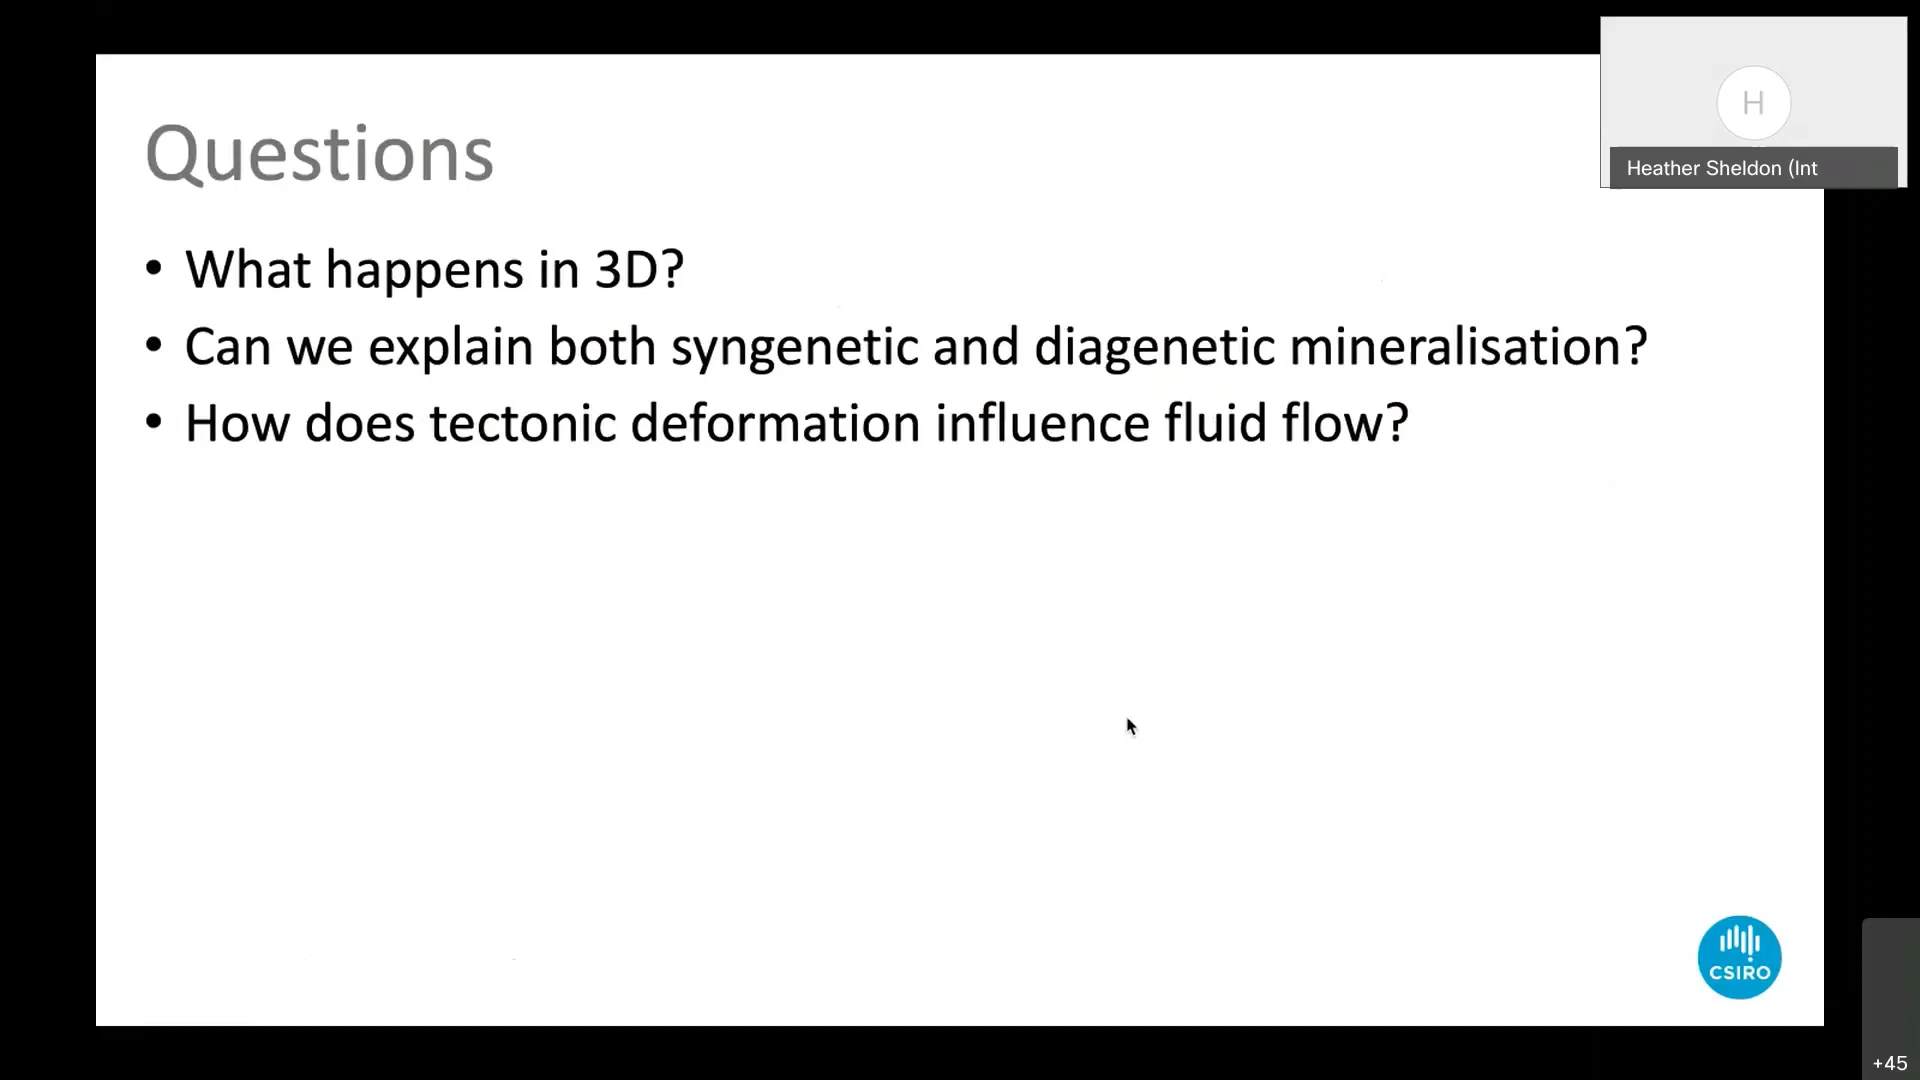 H
Heather Sheldon (Int
Questions
• What happens in 3D?
• Can we explain both syngenetic and diagenetic mineralisation?
• How does tectonic deformation influence fluid flow?
CSIRO
+45